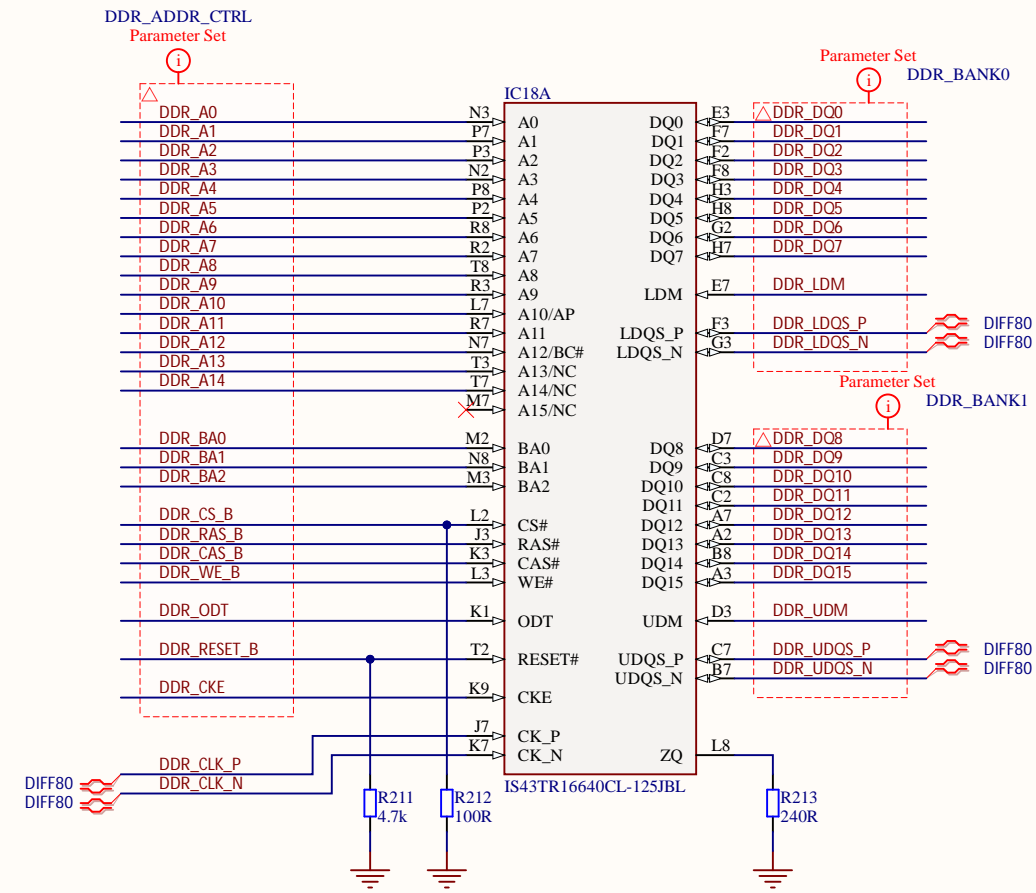 DDR_ADDR_CTRL
Parameter Set
i
Parameter Set
i
DDR_BANK0
IC18A
DDR_A0 N3 A0 DQ0 E3 DDR_DQ0
DDR_A1 P7 A1 DQ1 F7 DDR_DQ1
DDR_A2 P3 A2 DQ2 F2 DDR_DQ2
DDR_A3 N2 A3 DQ3 F8 DDR_DQ3
DDR_A4 P8 A4 DQ4 H3 DDR_DQ4
DDR_A5 P2 A5 DQ5 H8 DDR_DQ5
DDR_A6 R8 A6 DQ6 G2 DDR_DQ6
DDR_A7 R2 A7 DQ7 H7 DDR_DQ7
DDR_A8 T8 A8
DDR_A9 R3 A9 LDM E7 DDR_LDM
DDR_A10 L7 A10/AP
DDR_A11 R7 A11 LDQS_P F3 DDR_LDQS_P DIFF80
DDR_A12 N7 A12/BC# LDQS_N G3 DDR_LDQS_N DIFF80
DDR_A13 T3 A13/NC
DDR_A14 T7 A14/NC
M7 A15/NC
Parameter Set
i
DDR_BANK1
DDR_BA0 M2 BA0 DQ8 D7 DDR_DQ8
DDR_BA1 N8 BA1 DQ9 C3 DDR_DQ9
DDR_BA2 M3 BA2 DQ10 C8 DDR_DQ10
DQ11 C2 DDR_DQ11
DDR_CS_B L2 CS# DQ12 A7 DDR_DQ12
DDR_RAS_B J3 RAS# DQ13 A2 DDR_DQ13
DDR_CAS_B K3 CAS# DQ14 B8 DDR_DQ14
DDR_WE_B L3 WE# DQ15 A3 DDR_DQ15
DDR_ODT K1 ODT UDM D3 DDR_UDM
DDR_RESET_B T2 RESET# UDQS_P C7 DDR_UDQS_P DIFF80
UDQS_N B7 DDR_UDQS_N DIFF80
DDR_CKE K9 CKE
J7 CK_P
K7 CK_N ZQ L8
DDR_CLK_P DIFF80
DDR_CLK_N DIFF80
IS43TR16640CL-125JBL
R211
4.7k
R212
100R
R213
240R